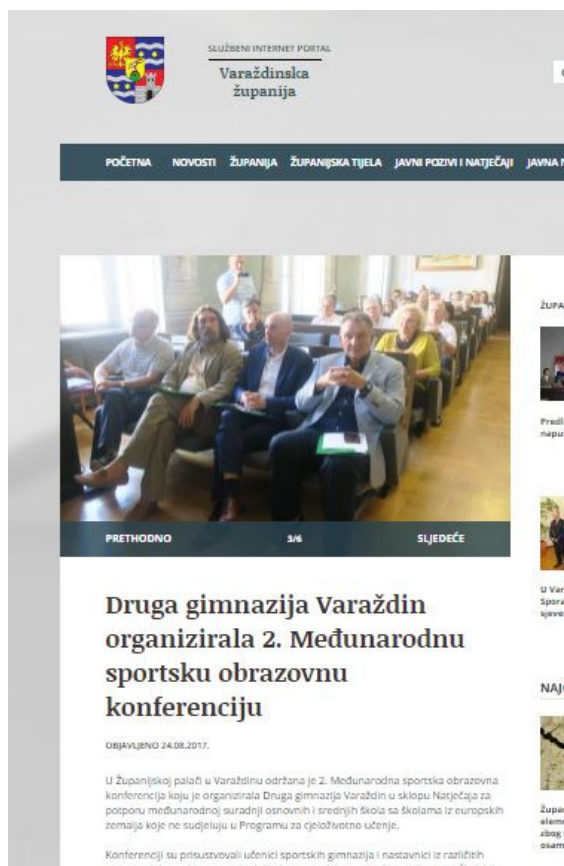 SLUŽBENI INTERNET PORTAL
Varaždinska
županija
POČETNA NOVOSTI ŽUPANIJA ŽUPANIJSKA TIJELA JAVNI POZIVI I NATJEČAJI JAVNA
PRETHODNO 3/6 SLJEDEĆE
Druga gimnazija Varaždin
organizirala 2. Međunarodnu
sportsku obrazovnu
konferenciju
OBJAVLJENO 24.08.2017.
U Županijskoj palači u Varaždinu održana je 2. Međunarodna sportska obrazovna
konferencija koju je organizirala Druga gimnazija Varaždin u sklopu Natječaja za
potporu međunarodnoj suradnji osnovnih i srednjih škola sa školama iz europskih
zemalja koje ne sudjeluju u Programu za cjeloživotno učenje.
Konferenciji su prisustvovali učenici sportskih gimnazija i nastavnici iz različitih